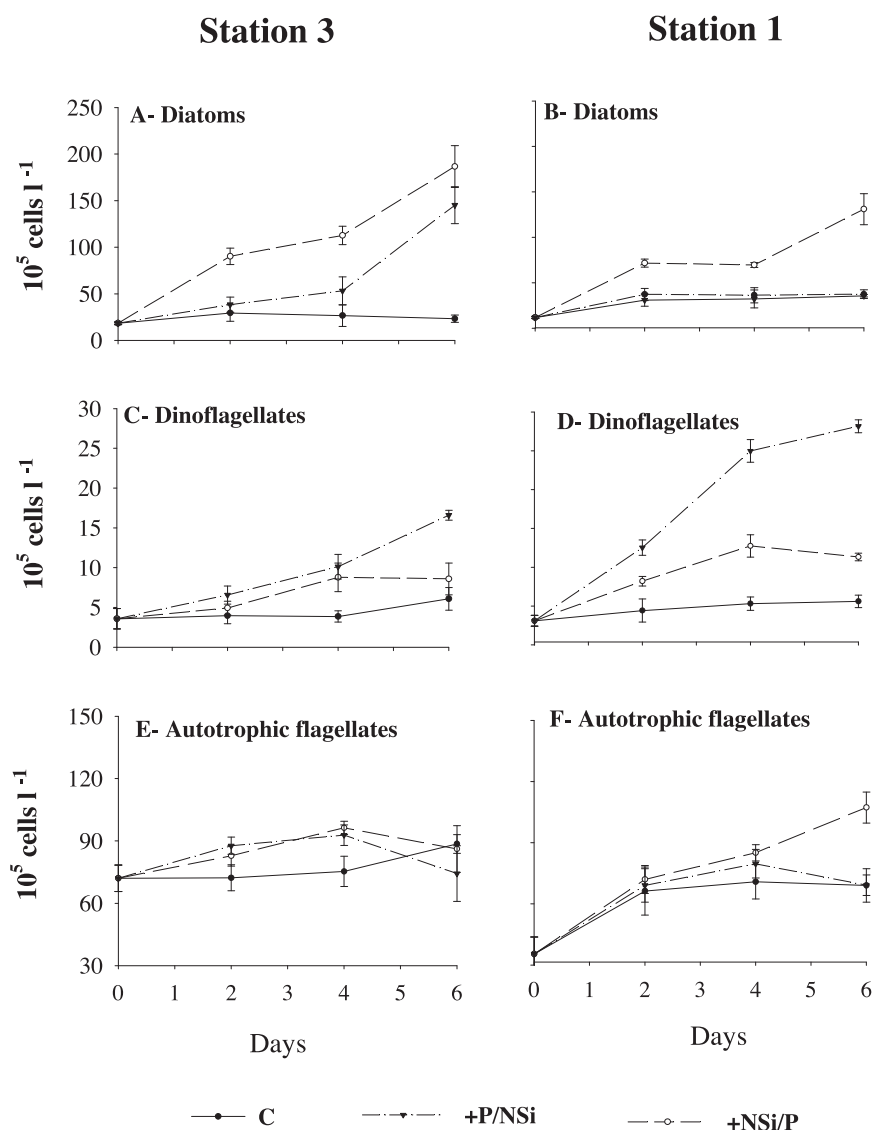 Station 3
Station 1
A- Diatoms
B- Diatoms
250
200
150
100
50
0
10⁵ cells l⁻¹
C- Dinoflagellates
D- Dinoflagellates
30
25
20
15
10
5
0
10⁵ cells l⁻¹
E- Autotrophic flagellates
F- Autotrophic flagellates
150
120
90
60
30
10⁵ cells l⁻¹
0 1 2 3 4 5 6
0 1 2 3 4 5 6
Days
Days
C +P/NSi +NSi/P